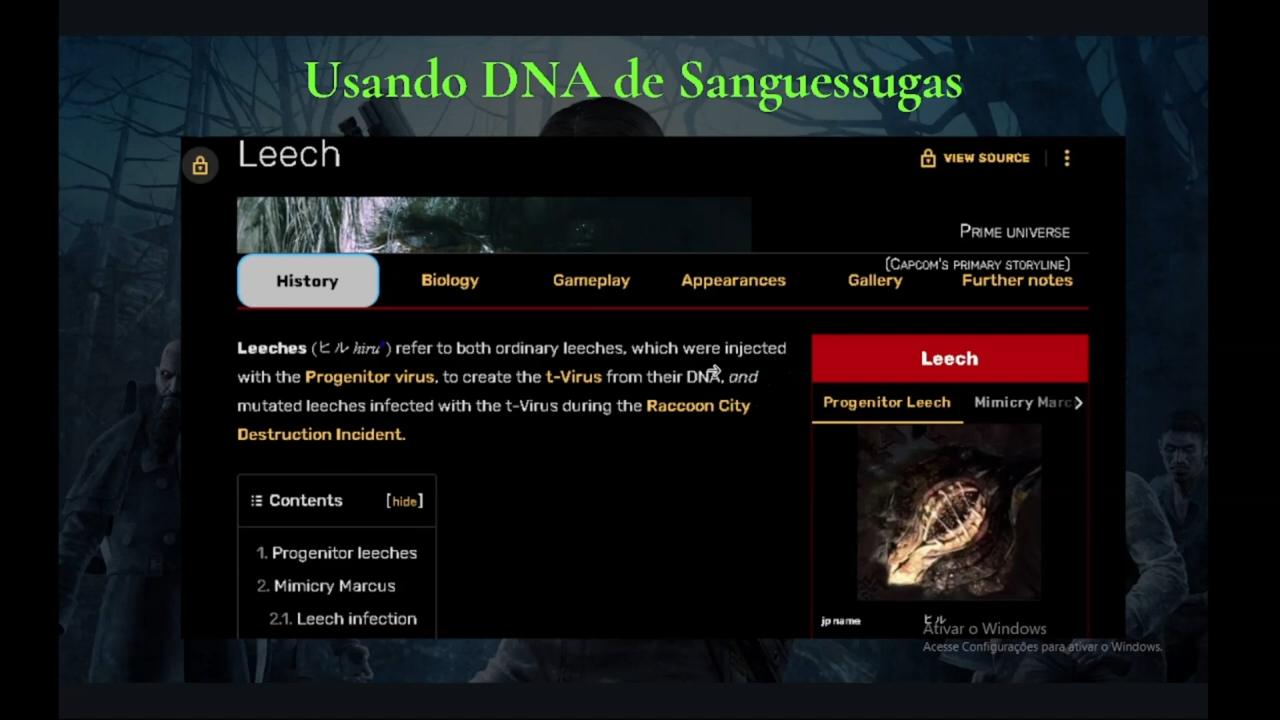 Usando DNA de Sanguessugas
Leech
VIEW SOURCE
PRIME UNIVERSE
(CAPCOM'S PRIMARY STORYLINE)
History Biology Gameplay Appearances Gallery Further notes
Leeches (ヒル hiru) refer to both ordinary leeches, which were injected
with the Progenitor virus, to create the t-Virus from their DNA, and
mutated leeches infected with the t-Virus during the Raccoon City
Destruction Incident.
Contents [hide]
1. Progenitor leeches
2. Mimicry Marcus
2.1. Leech infection
Leech
Progenitor Leech Mimicry Marc
jp name ヒル
Ativar o Windows
Acesse Configurações para ativar o Windows.